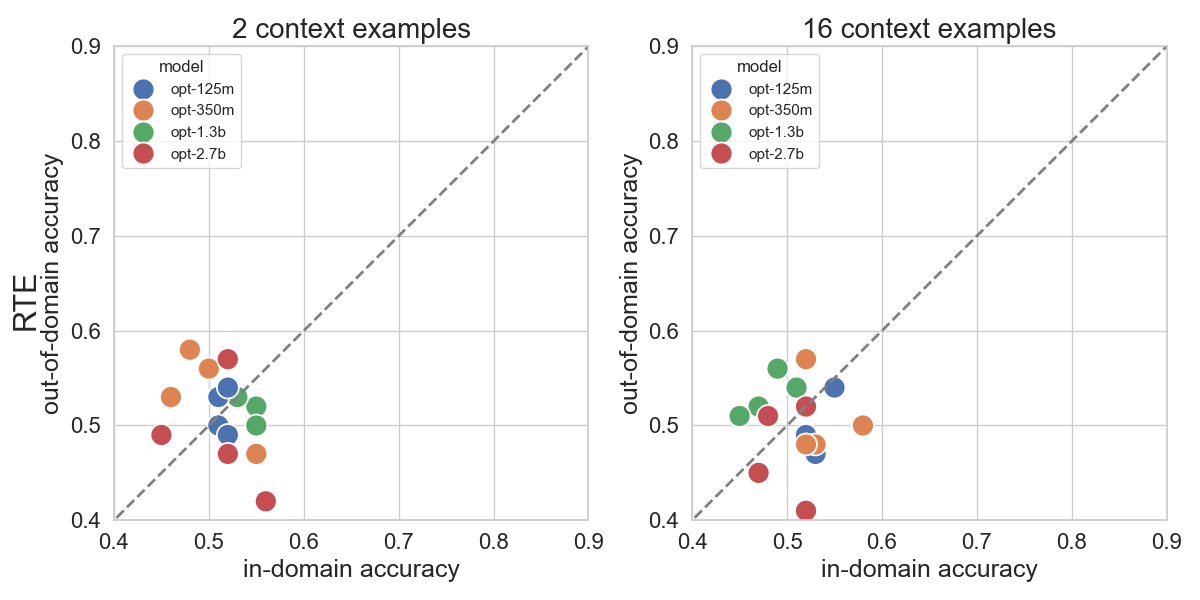 RTE
2 context examples
out-of-domain accuracy
0.9
0.8
0.7
0.6
0.5
0.4
model
opt-125m
opt-350m
opt-1.3b
opt-2.7b
0.4 0.5 0.6 0.7 0.8 0.9
in-domain accuracy
16 context examples
out-of-domain accuracy
0.9
0.8
0.7
0.6
0.5
0.4
model
opt-125m
opt-350m
opt-1.3b
opt-2.7b
0.4 0.5 0.6 0.7 0.8 0.9
in-domain accuracy